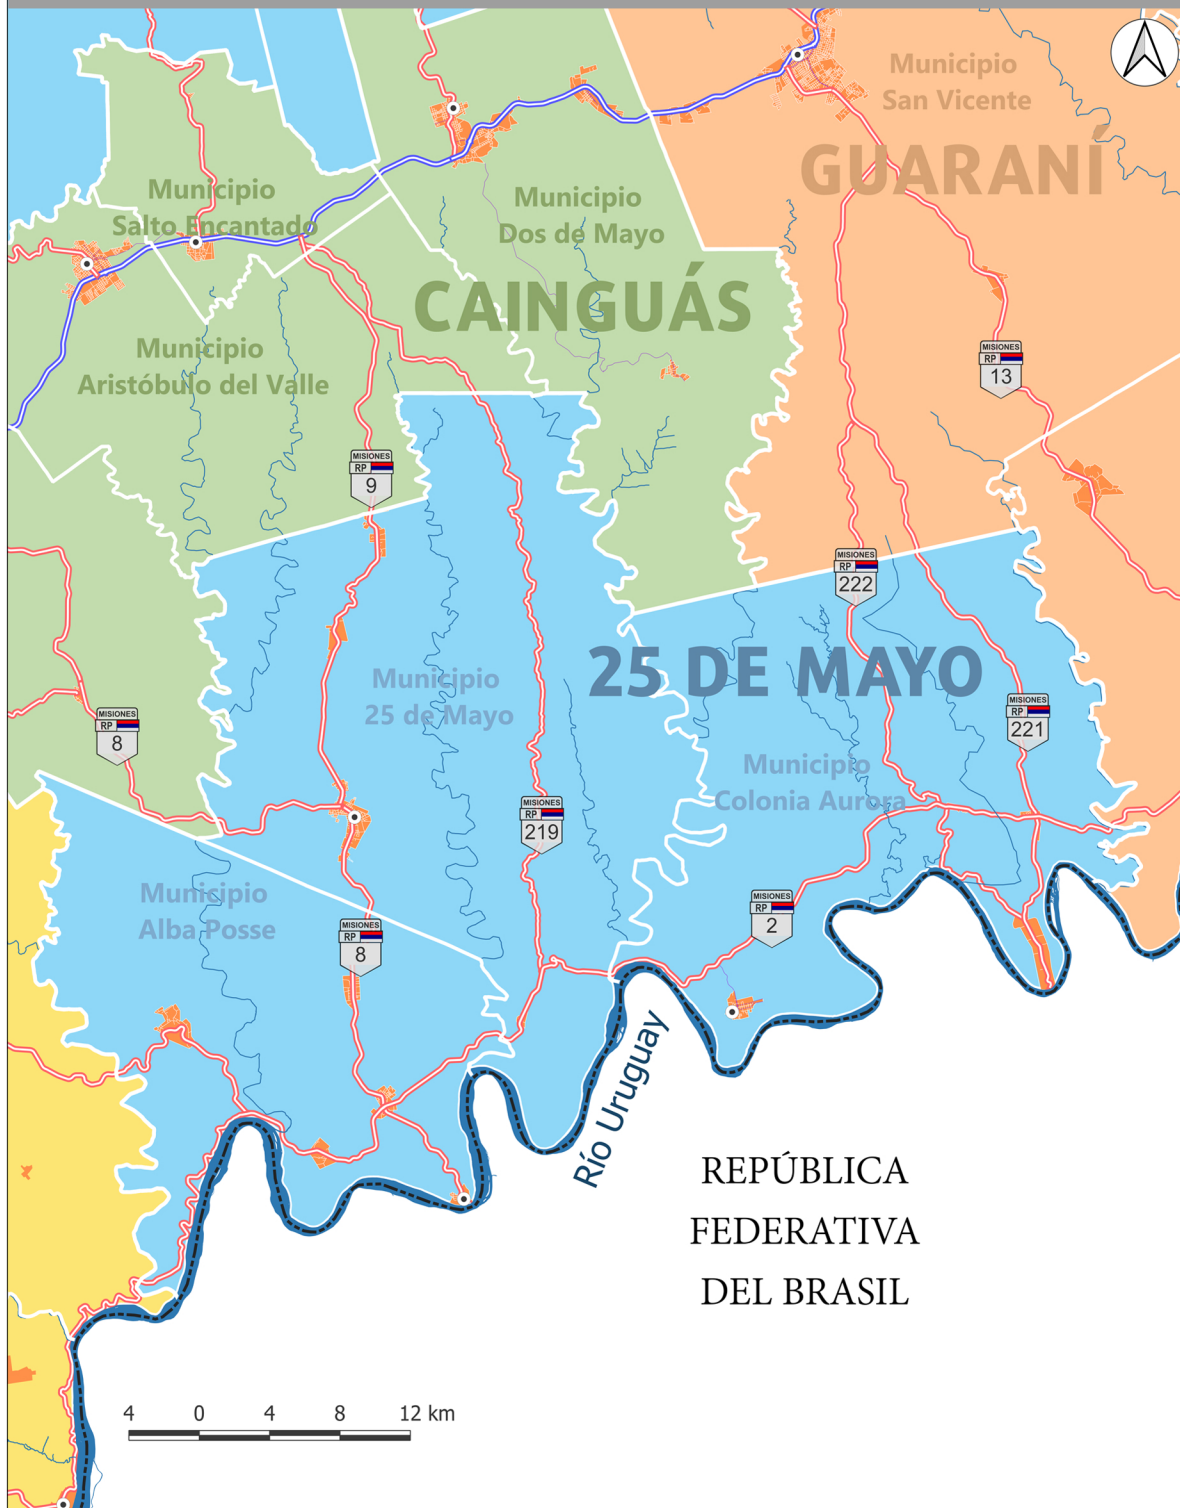 Municipio
San Vicente
GUARANÍ
Municipio
Salto Encantado
Municipio
Dos de Mayo
CAINGUÁS
Municipio
Aristóbulo del Valle
MISIONES
RP
13
MISIONES
RP
9
MISIONES
RP
222
25 DE MAYO
Municipio
25 de Mayo
MISIONES
RP
221
MISIONES
RP
8
Municipio
Colonia Aurora
MISIONES
RP
219
Municipio
Alba Posse
MISIONES
RP
2
MISIONES
RP
8
Río Uruguay
REPÚBLICA
FEDERATIVA
DEL BRASIL
4 0 4 8 12 km